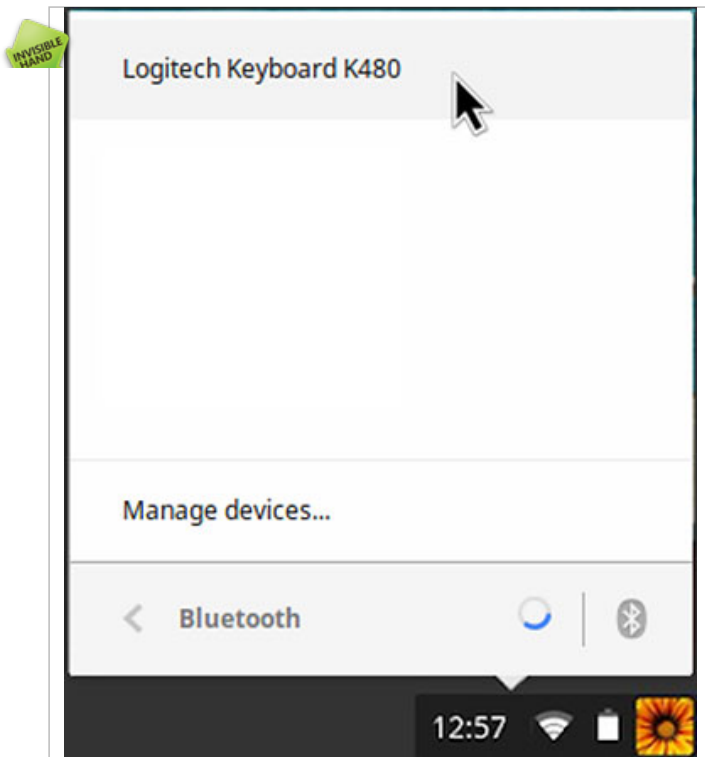 INVISIBLE
HAND
Logitech Keyboard K480
Manage devices...
Bluetooth
12:57